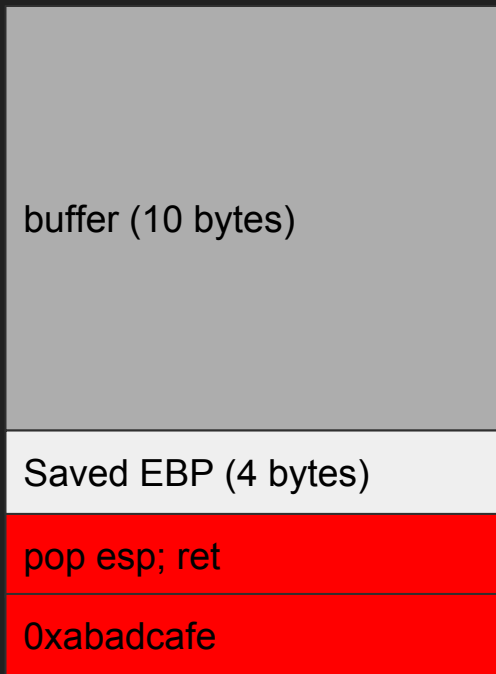 buffer (10 bytes)
Saved EBP (4 bytes)
pop esp; ret
0xabadcafe